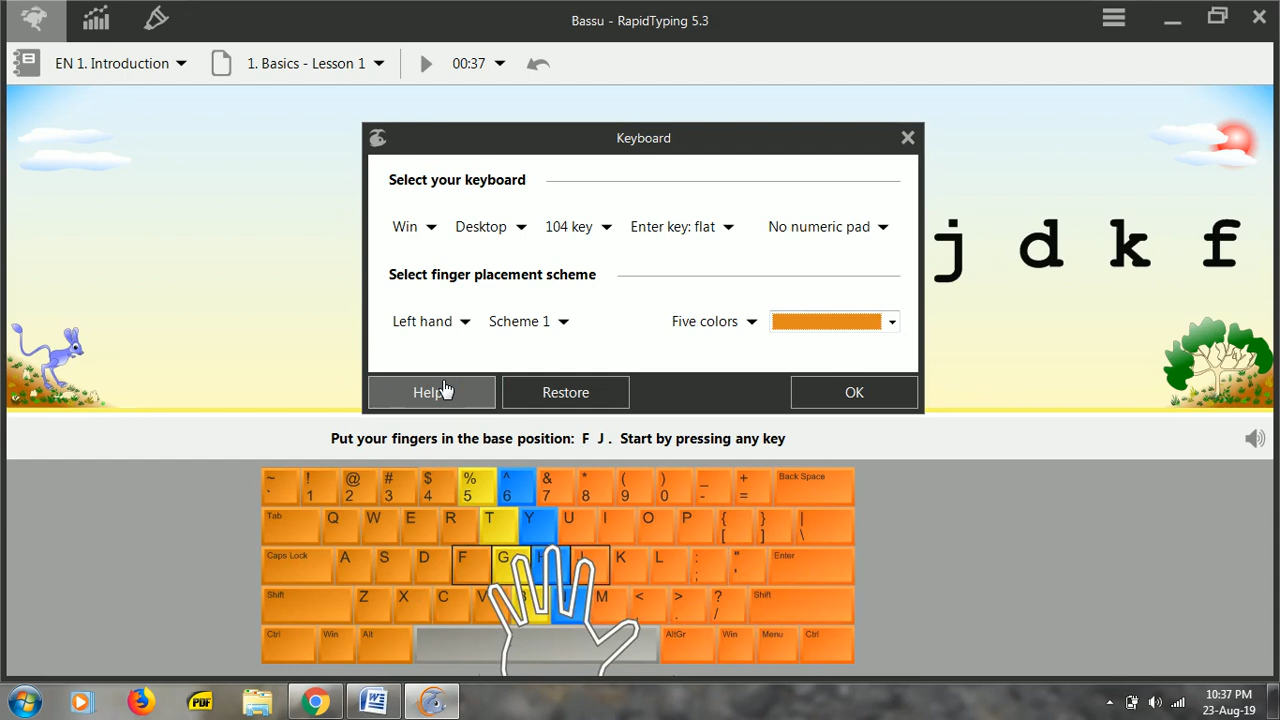 Bassu - RapidTyping 5.3
EN 1. Introduction 1. Basics - Lesson 1 00:37
Keyboard
Select your keyboard
Win Desktop 104 key Enter key: flat No numeric pad
Select finger placement scheme
Left hand Scheme 1 Five colors
Help Restore OK
j d k f
Put your fingers in the base position: F J . Start by pressing any key
~ ! @ # $ % ^ & * ( ) _ + Back Space
` 1 2 3 4 5 6 7 8 9 0 - =
Tab Q W E R T Y U I O P { } |
[ ] \
Caps Lock A S D F G H J K L : " Enter
; '
Shift Z X C V B M < > ? Shift
, . /
Ctrl Win Alt AltGr Win Menu Ctrl
PDF
10:37 PM
23-Aug-19